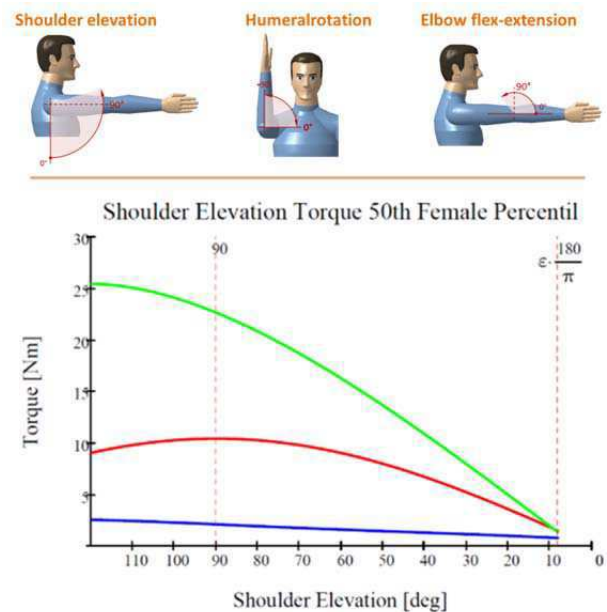 Shoulder elevation
Humeralrotation
Elbow flex-extension
-90°
0°
0°
-90°
0°
Shoulder Elevation Torque 50th Female Percentil
30
90
ε· 180
π
25
20
15
10
5
Torque [Nm]
110 100 90 80 70 60 50 40 30 20 10 0
Shoulder Elevation [deg]